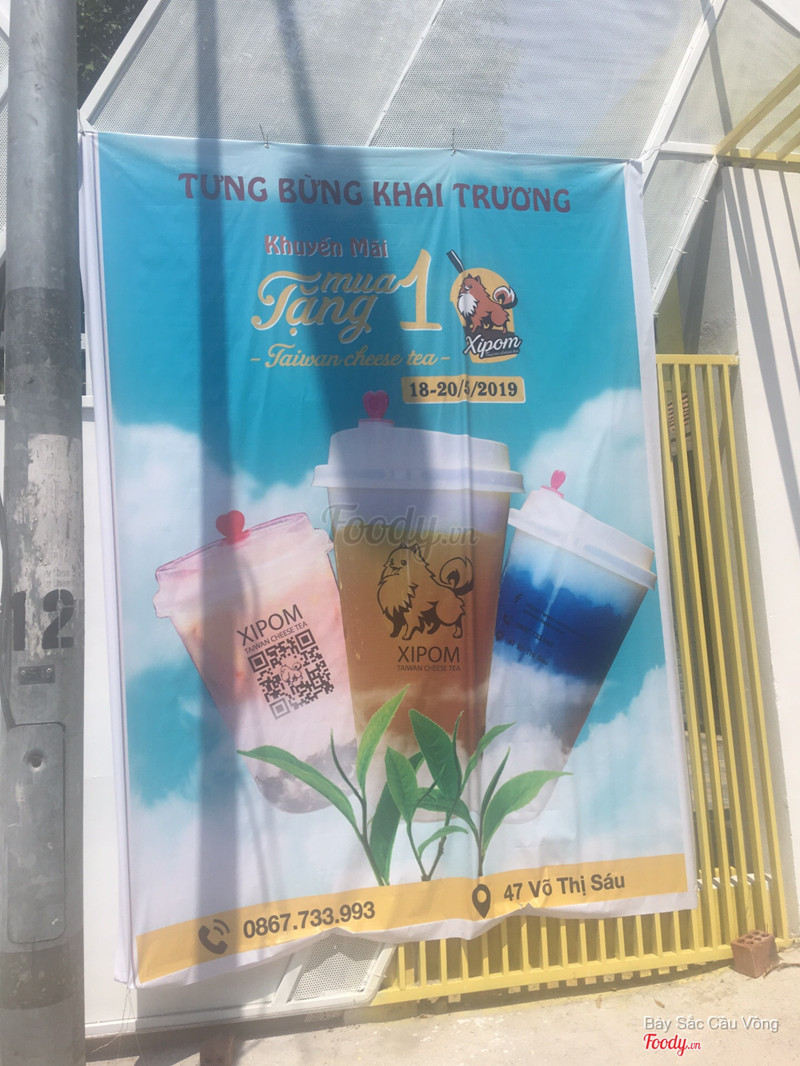 TƯNG BỪNG KHAI TRƯƠNG
Khuyến Mãi
mua 1
Tặng
- Taiwan cheese tea -
Xipom
18-20/5/2019
Foody.vn
XIPOM
TAIWAN CHEESE TEA
XIPOM
TAIWAN CHEESE TEA
12
0867.733.993
47 Võ Thị Sáu
Bảy Sắc Cầu Vồng
Foody.vn